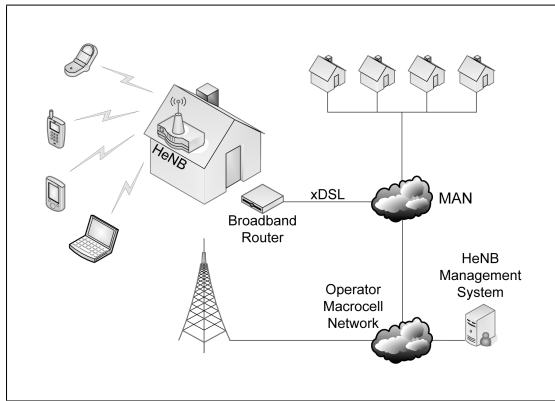 HeNB
xDSL
MAN
Broadband
Router
HeNB
Management
System
Operator
Macrocell
Network